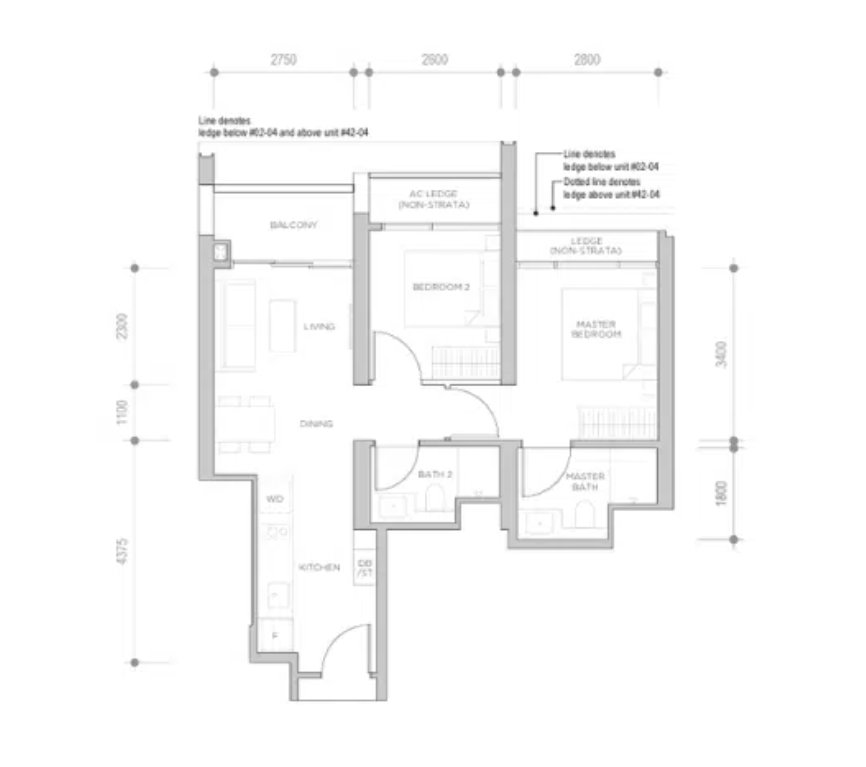 2750
2600
2800
Line denotes
ledge below #02-04 and above unit #42-04
Line denotes
ledge below unit #02-04
Dotted line denotes
ledge above unit #42-04
AC LEDGE
(NON-STRATA)
BALCONY
LEDGE
(NON-STRATA)
BEDROOM 2
LIVING
MASTER
BEDROOM
2300
3400
1100
DINING
BATH 2
MASTER
BATH
1800
WD
4375
KITCHEN
DB
/ST
F